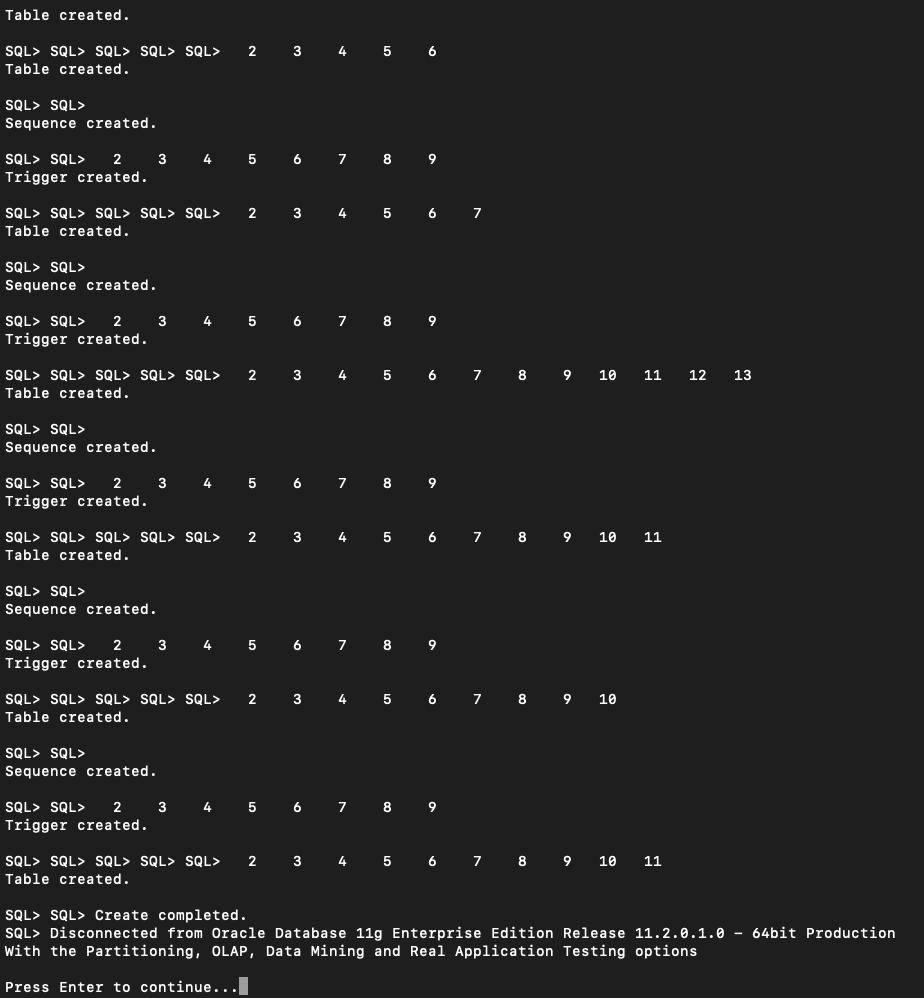 Table created.
SQL> SQL> SQL> SQL> SQL>   2    3    4    5    6
Table created.
SQL> SQL>
Sequence created.
SQL> SQL>   2    3    4    5    6    7    8    9
Trigger created.
SQL> SQL> SQL> SQL> SQL>   2    3    4    5    6    7
Table created.
SQL> SQL>
Sequence created.
SQL> SQL>   2    3    4    5    6    7    8    9
Trigger created.
SQL> SQL> SQL> SQL> SQL>   2    3    4    5    6    7    8    9   10   11   12   13
Table created.
SQL> SQL>
Sequence created.
SQL> SQL>   2    3    4    5    6    7    8    9
Trigger created.
SQL> SQL> SQL> SQL> SQL>   2    3    4    5    6    7    8    9   10   11
Table created.
SQL> SQL>
Sequence created.
SQL> SQL>   2    3    4    5    6    7    8    9
Trigger created.
SQL> SQL> SQL> SQL> SQL>   2    3    4    5    6    7    8    9   10
Table created.
SQL> SQL>
Sequence created.
SQL> SQL>   2    3    4    5    6    7    8    9
Trigger created.
SQL> SQL> SQL> SQL> SQL>   2    3    4    5    6    7    8    9   10   11
Table created.
SQL> SQL> Create completed.
SQL> Disconnected from Oracle Database 11g Enterprise Edition Release 11.2.0.1.0 - 64bit Production
With the Partitioning, OLAP, Data Mining and Real Application Testing options
Press Enter to continue...